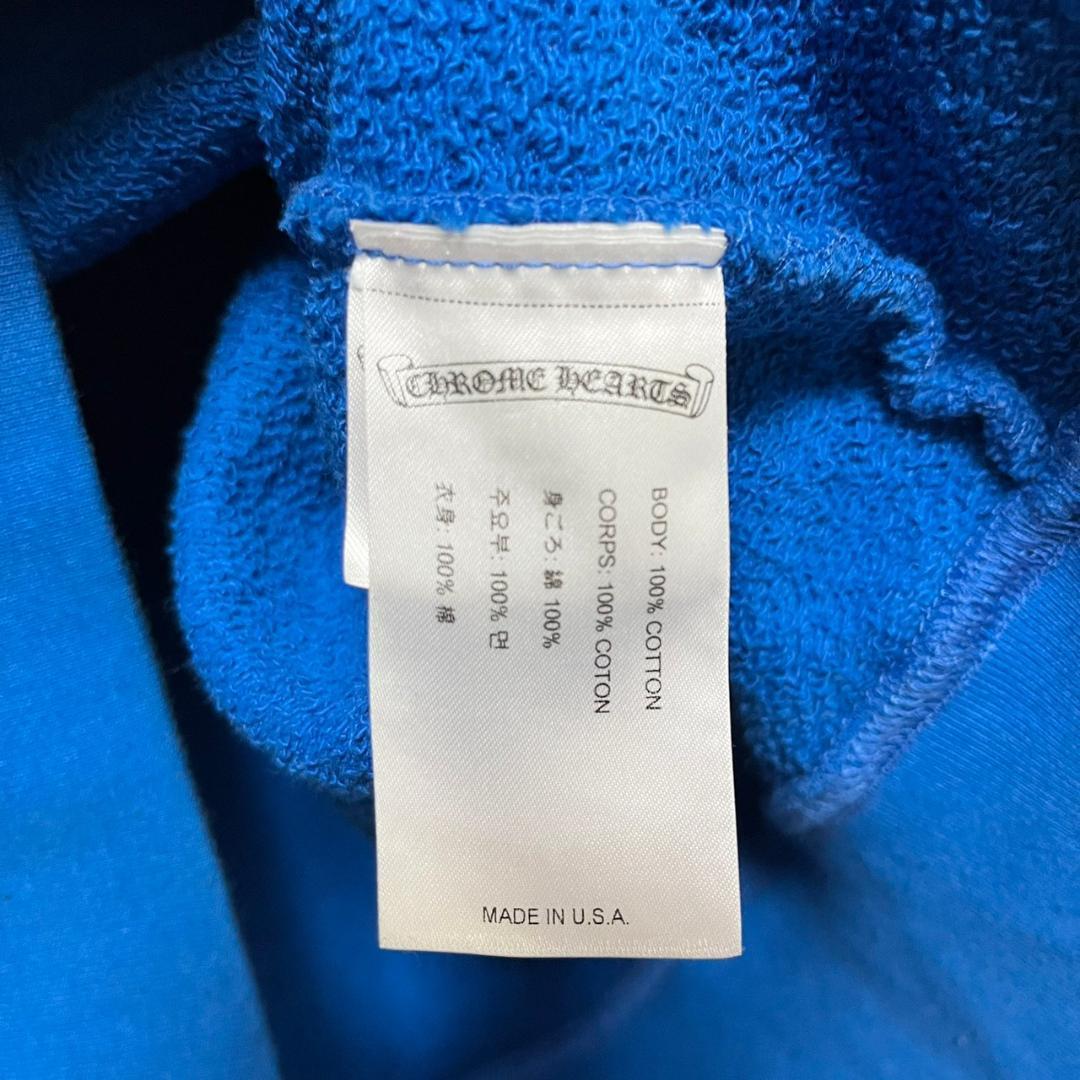 CHROME HEARTS
BODY: 100% COTTON
CORPS: 100% COTON
身ごろ: 綿 100%
주요부: 100% 면
衣身: 100% 棉
MADE IN U.S.A.